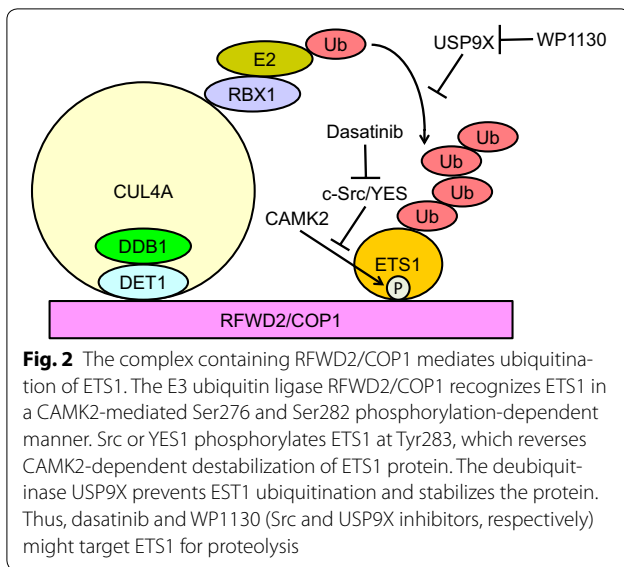 E2
Ub
USP9X
WP1130
RBX1
Dasatinib
Ub
Ub
Ub
Ub
CUL4A
c-Src/YES
CAMK2
DDB1
DET1
ETS1
P
RFWD2/COP1
Fig. 2 The complex containing RFWD2/COP1 mediates ubiquitina-
tion of ETS1. The E3 ubiquitin ligase RFWD2/COP1 recognizes ETS1 in
a CAMK2-mediated Ser276 and Ser282 phosphorylation-dependent
manner. Src or YES1 phosphorylates ETS1 at Tyr283, which reverses
CAMK2-dependent destabilization of ETS1 protein. The deubiquit-
inase USP9X prevents EST1 ubiquitination and stabilizes the protein.
Thus, dasatinib and WP1130 (Src and USP9X inhibitors, respectively)
might target ETS1 for proteolysis